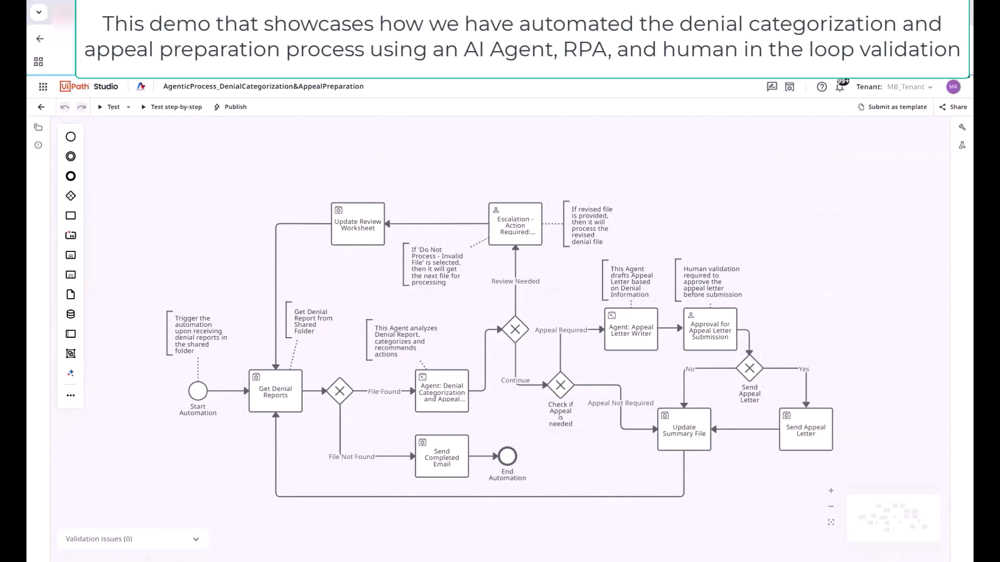 This demo that showcases how we have automated the denial categorization and
appeal preparation process using an AI Agent, RPA, and human in the loop validation
UiPath Studio
AgenticProcess_DenialCategorization&AppealPreparation
99+
Tenant: MB_Tenant
MA
Test
Test step-by-step
Publish
Submit as template
Share
Update Review
Worksheet
Escalation -
Action
Required:...
If revised file
is provided,
then it will
process the
revised
denial file
If 'Do Not
Process - Invalid
File' is selected,
then it will get
the next file for
processing
Review Needed
This Agent
drafts Appeal
Letter based
on Denial
Information
Human validation
required to
approve the
appeal letter
before submission
Trigger the
automation
upon receiving
denial reports in
the shared
folder
Get Denial
Report from
Shared
Folder
This Agent analyzes
Denial Report,
categorizes and
recommends
actions
Appeal Required
Agent: Appeal
Letter Writer
Approval for
Appeal Letter
Submission
Start
Automation
Get Denial
Reports
File Found
Agent: Denial
Categorization
and Appeal...
Continue
Check if
Appeal
is
needed
Appeal Not Required
No
Yes
Send
Appeal
Letter
Update
Summary File
Send Appeal
Letter
File Not Found
Send
Completed
Email
End
Automation
Validation issues (0)